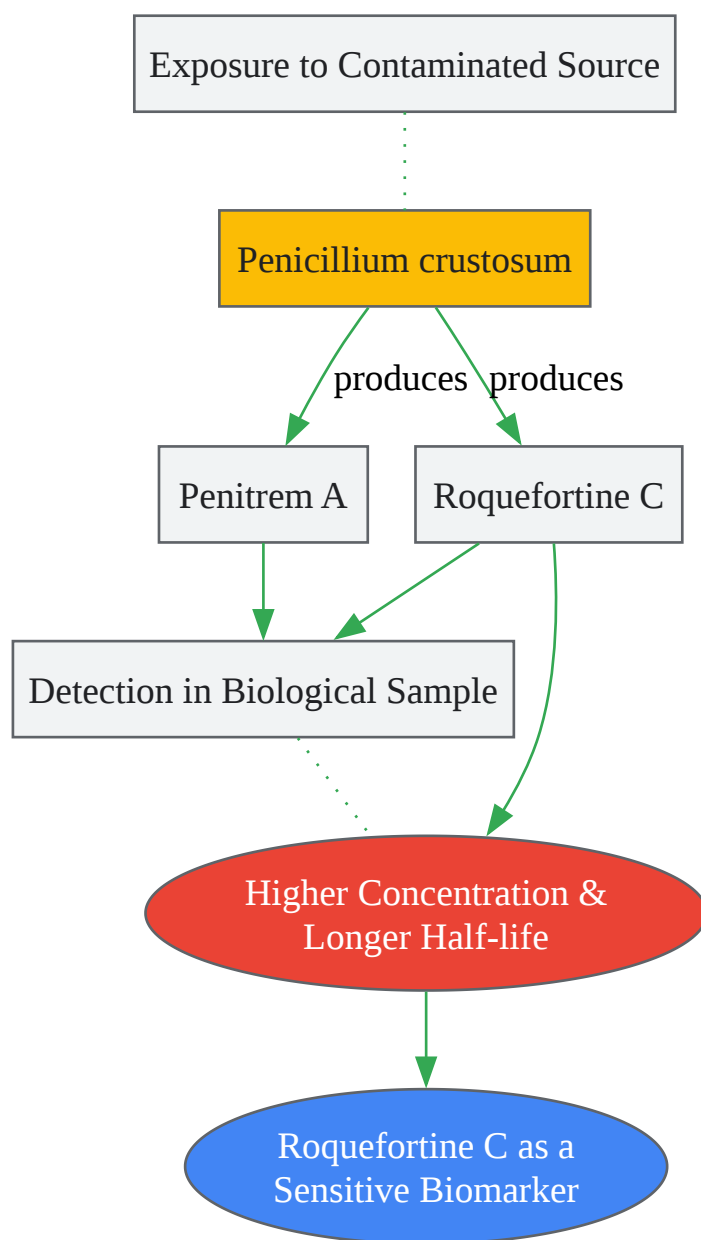 Exposure to Contaminated Source
Penicillium crustosum
produces
produces
Penitrem A
Roquefortine C
Detection in Biological Sample
Higher Concentration &
Longer Half-life
Roquefortine C as a
Sensitive Biomarker